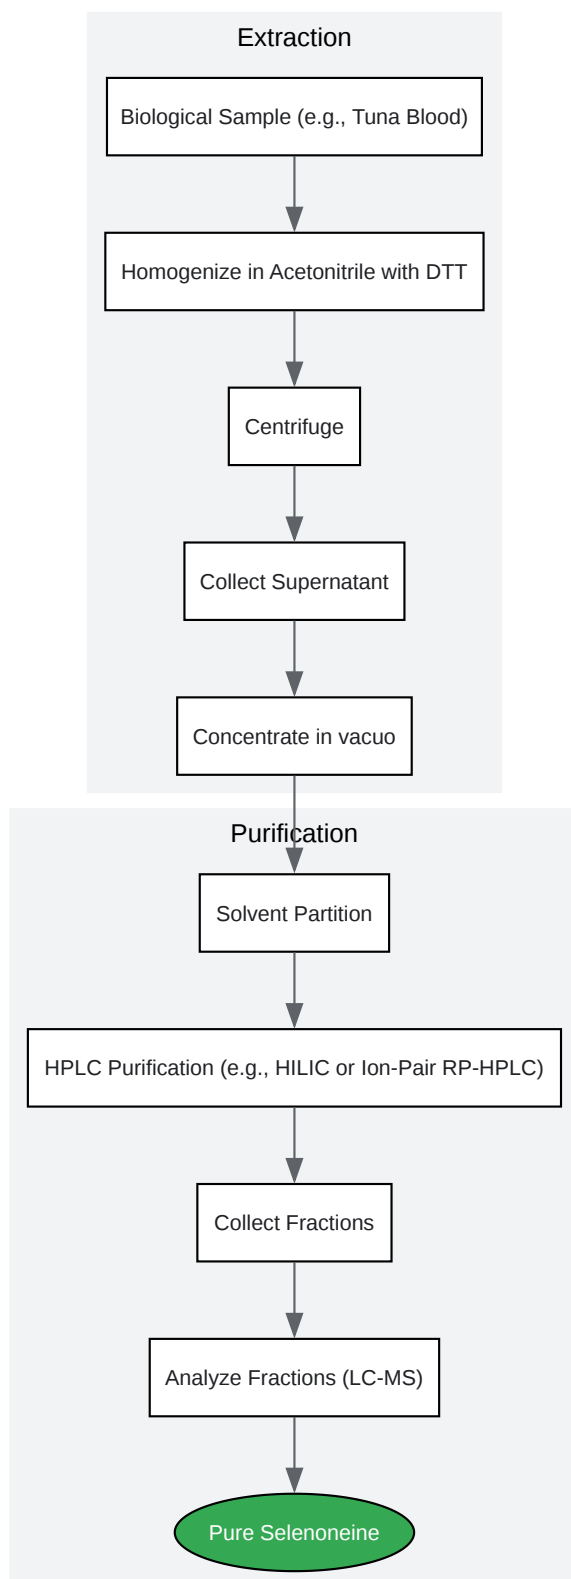 Extraction
Biological Sample (e.g., Tuna Blood)
Homogenize in Acetonitrile with DTT
Centrifuge
Collect Supernatant
Concentrate in vacuo
Purification
Solvent Partition
HPLC Purification (e.g., HILIC or Ion-Pair RP-HPLC)
Collect Fractions
Analyze Fractions (LC-MS)
Pure Selenoneine